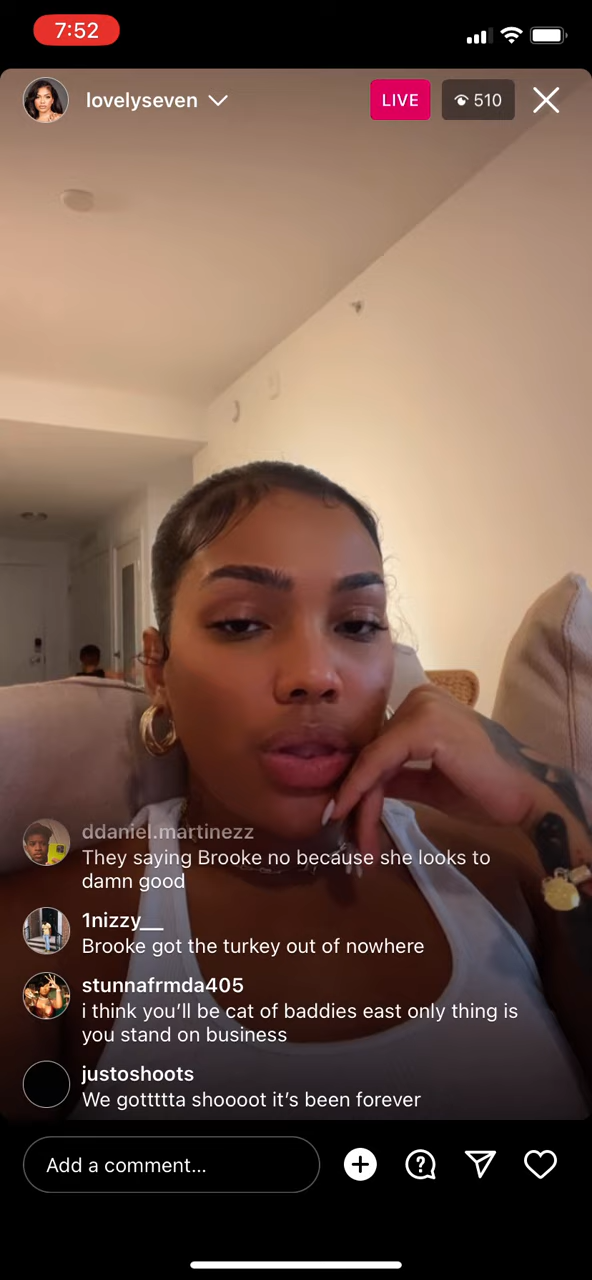 7:52
lovelyseven
LIVE
510
ddaniel.martinezz
They saying Brooke no because she looks to
damn good
1nizzy__
Brooke got the turkey out of nowhere
stunnafrmda405
i think you’ll be cat of baddies east only thing is
you stand on business
justoshoots
We gottttta shoooot it’s been forever
Add a comment...